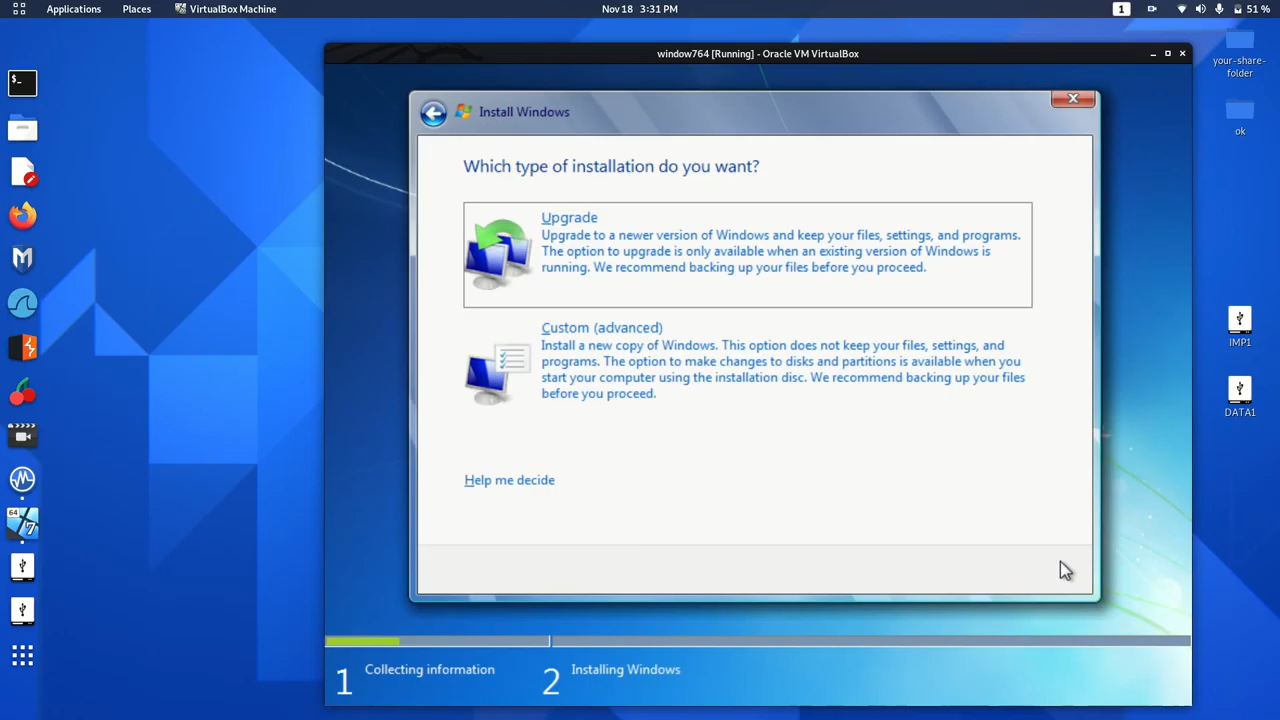 Applications Places VirtualBox Machine Nov 18 3:31 PM 1 51 %
window764 [Running] - Oracle VM VirtualBox
your-share-
folder
ok
IMP1
DATA1
$_
64
7
Install Windows
Which type of installation do you want?
Upgrade
Upgrade to a newer version of Windows and keep your files, settings, and programs.
The option to upgrade is only available when an existing version of Windows is
running. We recommend backing up your files before you proceed.
Custom (advanced)
Install a new copy of Windows. This option does not keep your files, settings, and
programs. The option to make changes to disks and partitions is available when you
start your computer using the installation disc. We recommend backing up your files
before you proceed.
Help me decide
1 Collecting information 2 Installing Windows